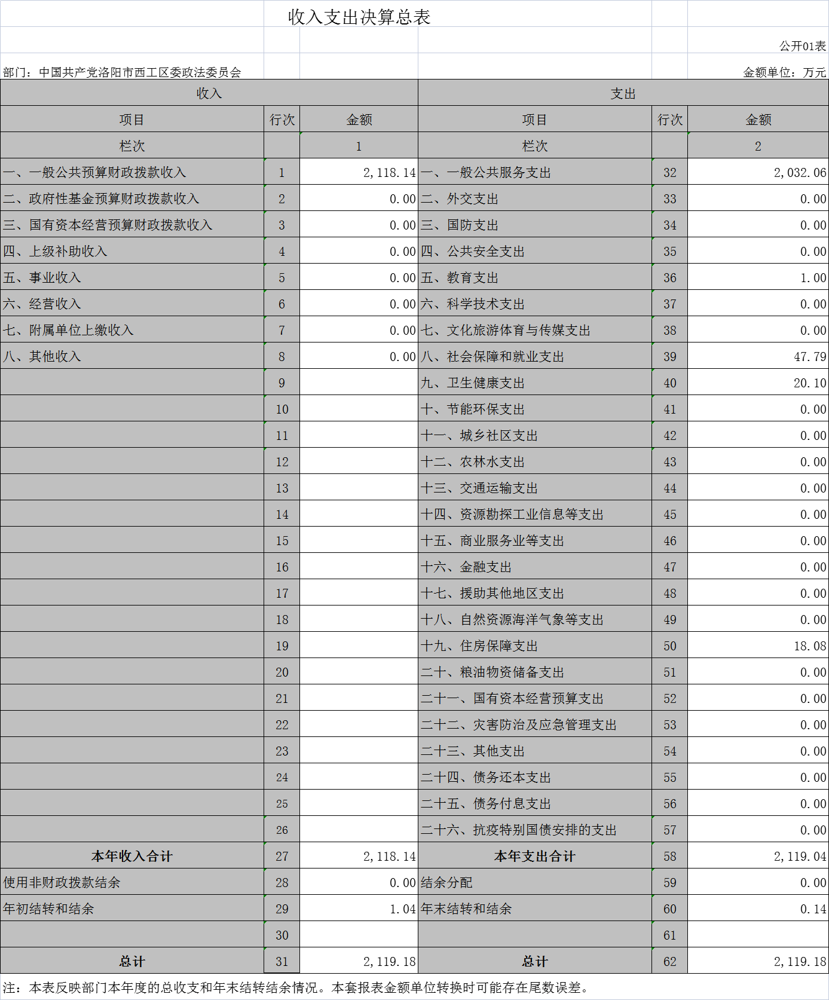 收入支出决算总表
公开01表
部门：中国共产党洛阳市西工区委政法委员会 金额单位：万元
收入 支出
项目 行次 金额 项目 行次 金额
栏次 1 栏次 2
一、一般公共预算财政拨款收入 1 2,118.14 一、一般公共服务支出 32 2,032.06
二、政府性基金预算财政拨款收入 2 0.00 二、外交支出 33 0.00
三、国有资本经营预算财政拨款收入 3 0.00 三、国防支出 34 0.00
四、上级补助收入 4 0.00 四、公共安全支出 35 0.00
五、事业收入 5 0.00 五、教育支出 36 1.00
六、经营收入 6 0.00 六、科学技术支出 37 0.00
七、附属单位上缴收入 7 0.00 七、文化旅游体育与传媒支出 38 0.00
八、其他收入 8 0.00 八、社会保障和就业支出 39 47.79
9 九、卫生健康支出 40 20.10
10 十、节能环保支出 41 0.00
11 十一、城乡社区支出 42 0.00
12 十二、农林水支出 43 0.00
13 十三、交通运输支出 44 0.00
14 十四、资源勘探工业信息等支出 45 0.00
15 十五、商业服务业等支出 46 0.00
16 十六、金融支出 47 0.00
17 十七、援助其他地区支出 48 0.00
18 十八、自然资源海洋气象等支出 49 0.00
19 十九、住房保障支出 50 18.08
20 二十、粮油物资储备支出 51 0.00
21 二十一、国有资本经营预算支出 52 0.00
22 二十二、灾害防治及应急管理支出 53 0.00
23 二十三、其他支出 54 0.00
24 二十四、债务还本支出 55 0.00
25 二十五、债务付息支出 56 0.00
26 二十六、抗疫特别国债安排的支出 57 0.00
本年收入合计 27 2,118.14 本年支出合计 58 2,119.04
使用非财政拨款结余 28 0.00 结余分配 59 0.00
年初结转和结余 29 1.04 年末结转和结余 60 0.14
30 61
总计 31 2,119.18 总计 62 2,119.18
注：本表反映部门本年度的总收支和年末结转结余情况。本套报表金额单位转换时可能存在尾数误差。